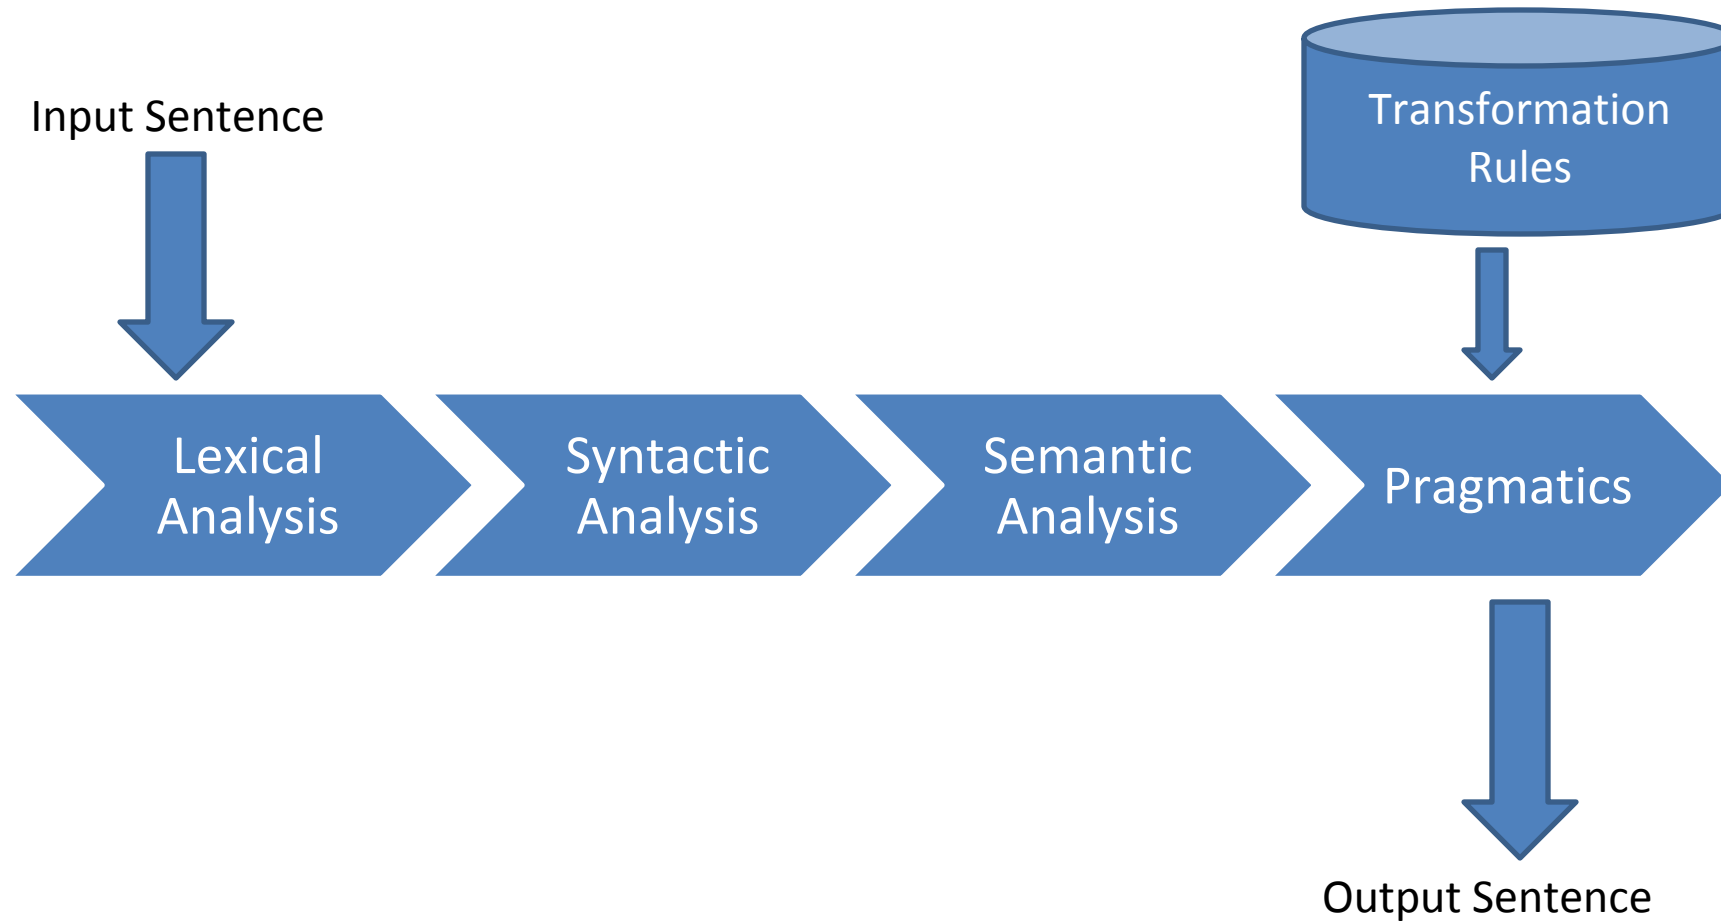 Input Sentence
Transformation
Rules
Lexical
Analysis
Syntactic
Analysis
Semantic
Analysis
Pragmatics
Output Sentence